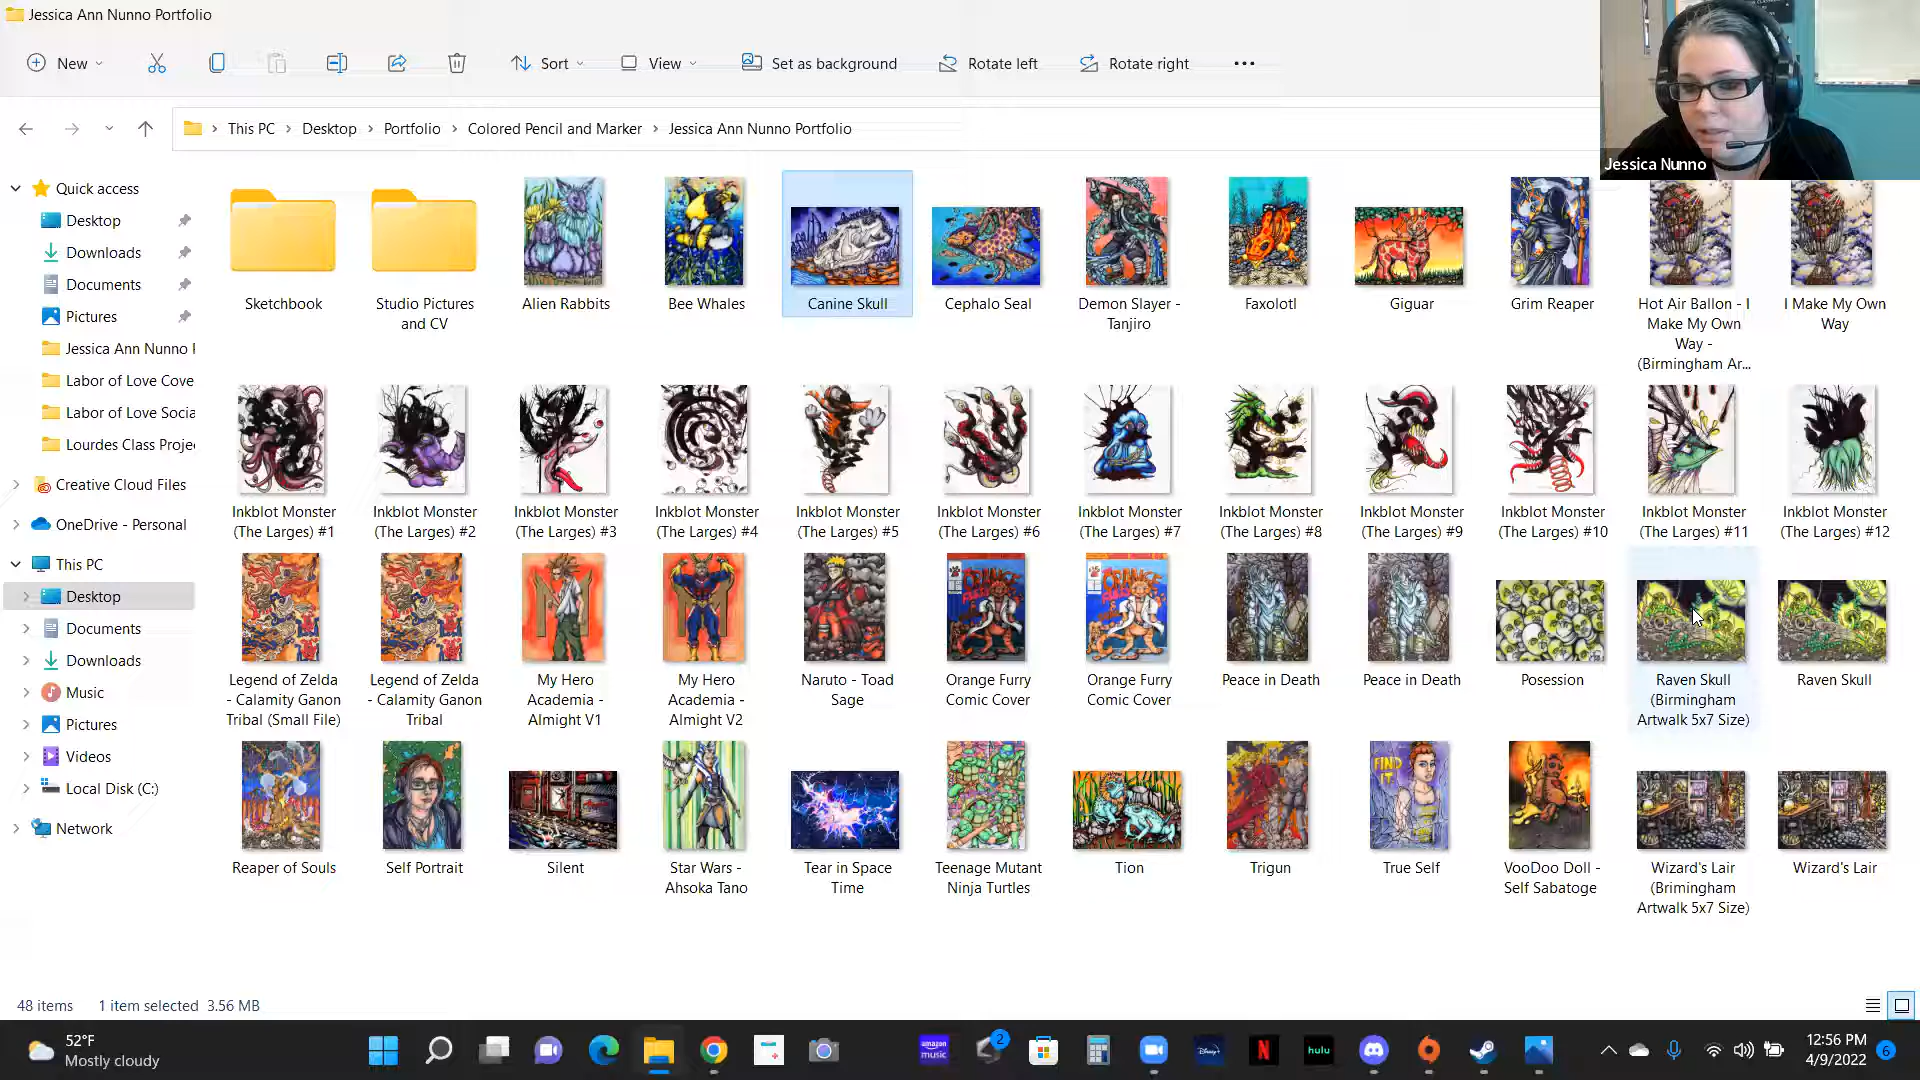 Jessica Ann Nunno Portfolio
New
Sort
View
Set as background
Rotate left
Rotate right
This PC > Desktop > Portfolio > Colored Pencil and Marker > Jessica Ann Nunno Portfolio
Jessica Nunno
Quick access
Desktop
Downloads
Documents
Pictures
Jessica Ann Nunno
Labor of Love Cove
Labor of Love Socia
Lourdes Class Proje
Creative Cloud Files
OneDrive - Personal
This PC
Desktop
Documents
Downloads
Music
Pictures
Videos
Local Disk (C:)
Network
Sketchbook
Studio Pictures
and CV
Alien Rabbits
Bee Whales
Canine Skull
Cephalo Seal
Demon Slayer -
Tanjiro
Faxolotl
Giguar
Grim Reaper
Hot Air Ballon - I
Make My Own
Way -
(Birmingham Ar...
I Make My Own
Way
Inkblot Monster
(The Larges) #1
Inkblot Monster
(The Larges) #2
Inkblot Monster
(The Larges) #3
Inkblot Monster
(The Larges) #4
Inkblot Monster
(The Larges) #5
Inkblot Monster
(The Larges) #6
Inkblot Monster
(The Larges) #7
Inkblot Monster
(The Larges) #8
Inkblot Monster
(The Larges) #9
Inkblot Monster
(The Larges) #10
Inkblot Monster
(The Larges) #11
Inkblot Monster
(The Larges) #12
Legend of Zelda
- Calamity Ganon
Tribal (Small File)
Legend of Zelda
- Calamity Ganon
Tribal
My Hero
Academia -
Almight V1
My Hero
Academia -
Almight V2
Naruto - Toad
Sage
Orange Furry
Comic Cover
Orange Furry
Comic Cover
Peace in Death
Peace in Death
Posession
Raven Skull
(Birmingham
Artwalk 5x7 Size)
Raven Skull
Reaper of Souls
Self Portrait
Silent
Star Wars -
Ahsoka Tano
Tear in Space
Time
Teenage Mutant
Ninja Turtles
Tion
Trigun
FIND
IT
True Self
VooDoo Doll -
Self Sabatoge
Wizard's Lair
(Brimingham
Artwalk 5x7 Size)
Wizard's Lair
48 items
1 item selected 3.56 MB
52°F
Mostly cloudy
amazon
music
2
Disney+
N
hulu
12:56 PM
4/9/2022
6